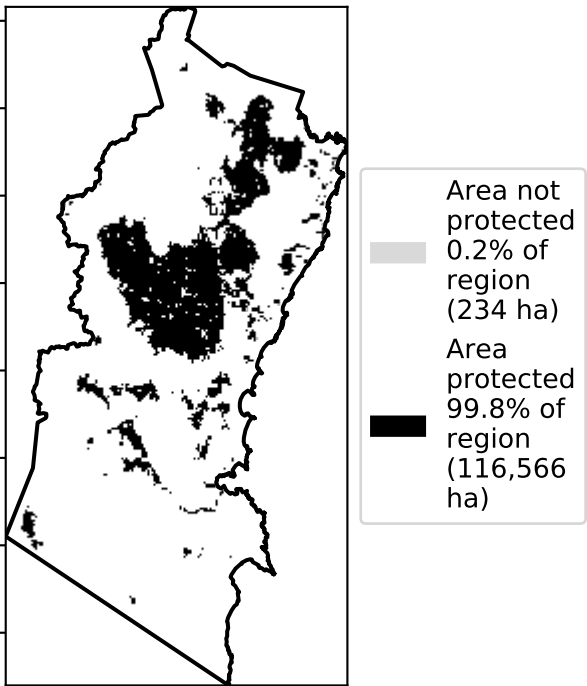 Area not
protected
0.2% of
region
(234 ha)
Area
protected
99.8% of
region
(116,566
ha)